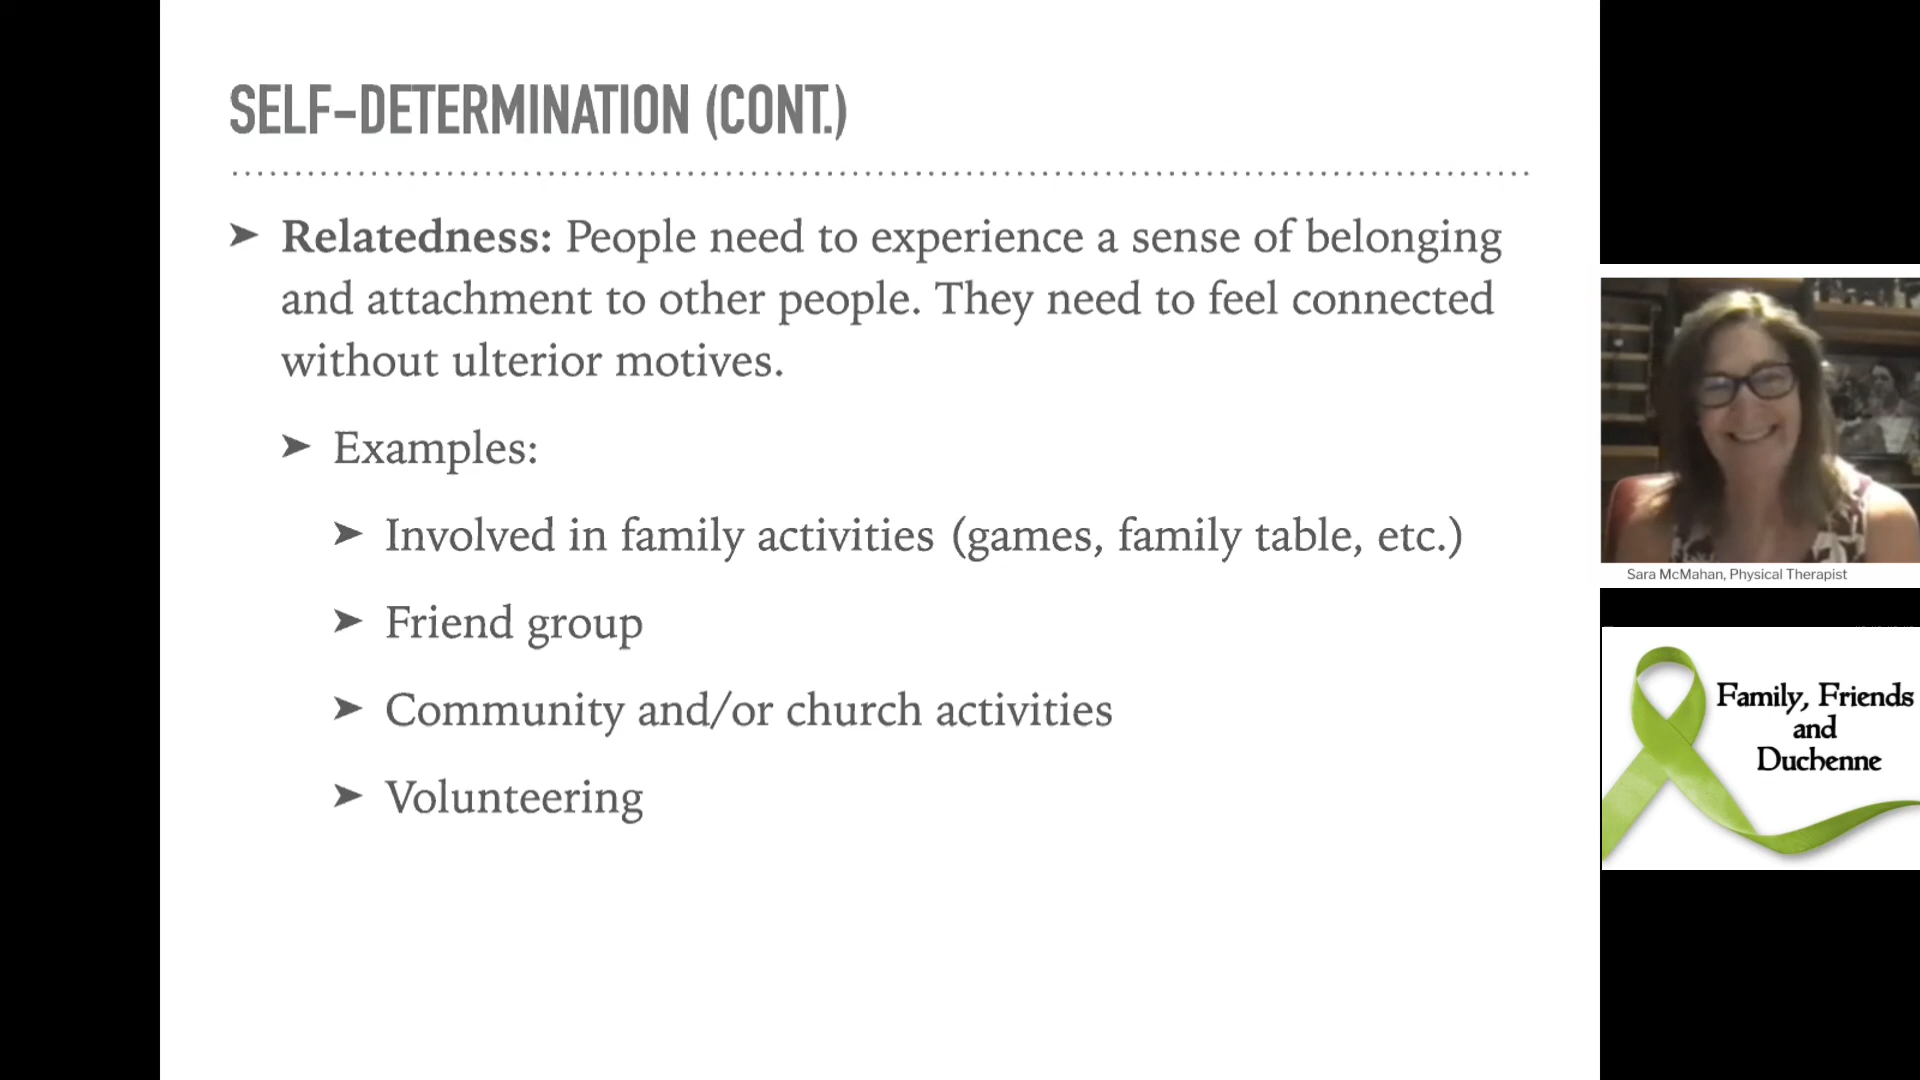 SELF-DETERMINATION (CONT.)
➤ Relatedness: People need to experience a sense of belonging
and attachment to other people. They need to feel connected
without ulterior motives.
➤ Examples:
➤ Involved in family activities (games, family table, etc.)
➤ Friend group
➤ Community and/or church activities
➤ Volunteering
Sara McMahan, Physical Therapist
Family, Friends
and
Duchenne